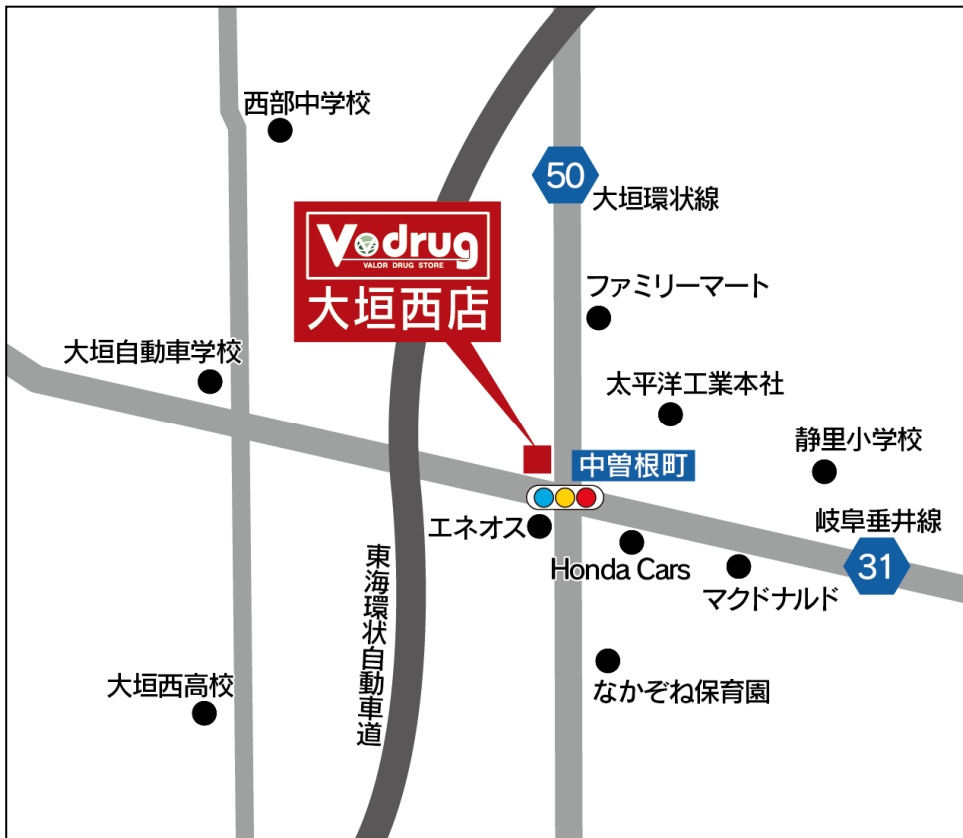 西部中学校
50
大垣環状線
Vdrug
VALOR DRUG STORE
大垣西店
ファミリーマート
大垣自動車学校
太平洋工業本社
静里小学校
中曽根町
岐阜垂井線
31
エネオス
Honda Cars
マクドナルド
東海環状自動車道
なかぞね保育園
大垣西高校